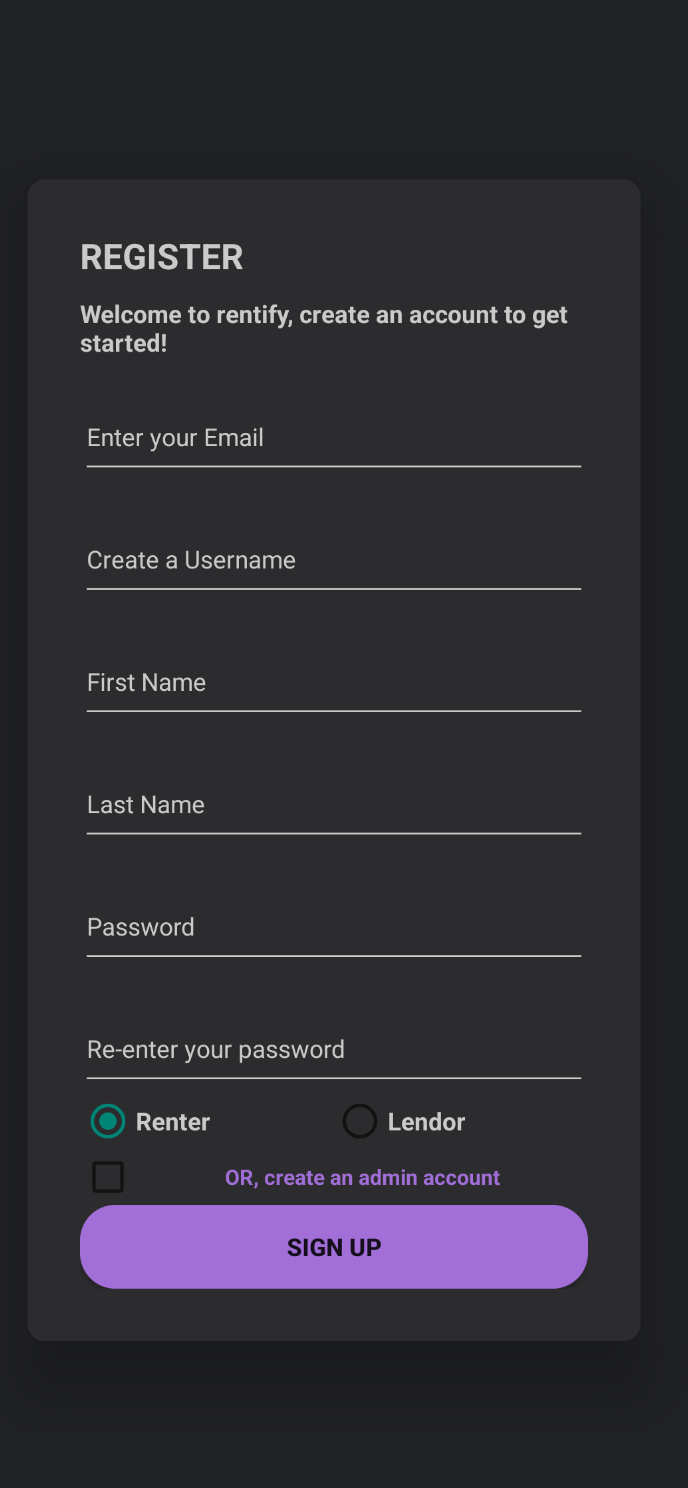 REGISTER
Welcome to rentify, create an account to get
started!
Enter your Email
Create a Username
First Name
Last Name
Password
Re-enter your password
Renter
Lendor
OR, create an admin account
SIGN UP